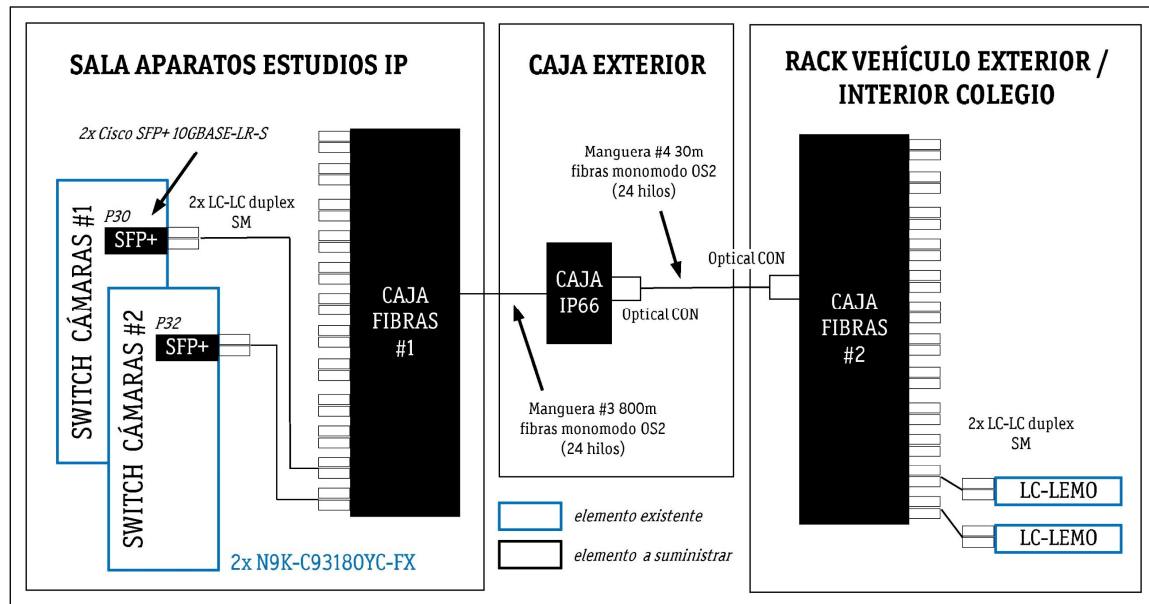 SALA APARATOS ESTUDIOS IP
2x Cisco SFP+ 10GBASE-LR-S
SWITCH CÁMARAS #1
P30
SFP+
2x LC-LC duplex
SM
SWITCH CÁMARAS #2
P32
SFP+
CAJA
FIBRAS
#1
2x N9K-C93180YC-FX
CAJA EXTERIOR
Manguera #4 30m
fibras monomodo OS2
(24 hilos)
CAJA
IP66
Optical CON
Optical CON
Manguera #3 800m
fibras monomodo OS2
(24 hilos)
elemento existente
elemento a suministrar
RACK VEHÍCULO EXTERIOR /
INTERIOR COLEGIO
CAJA
FIBRAS
#2
2x LC-LC duplex
SM
LC-LEMO
LC-LEMO